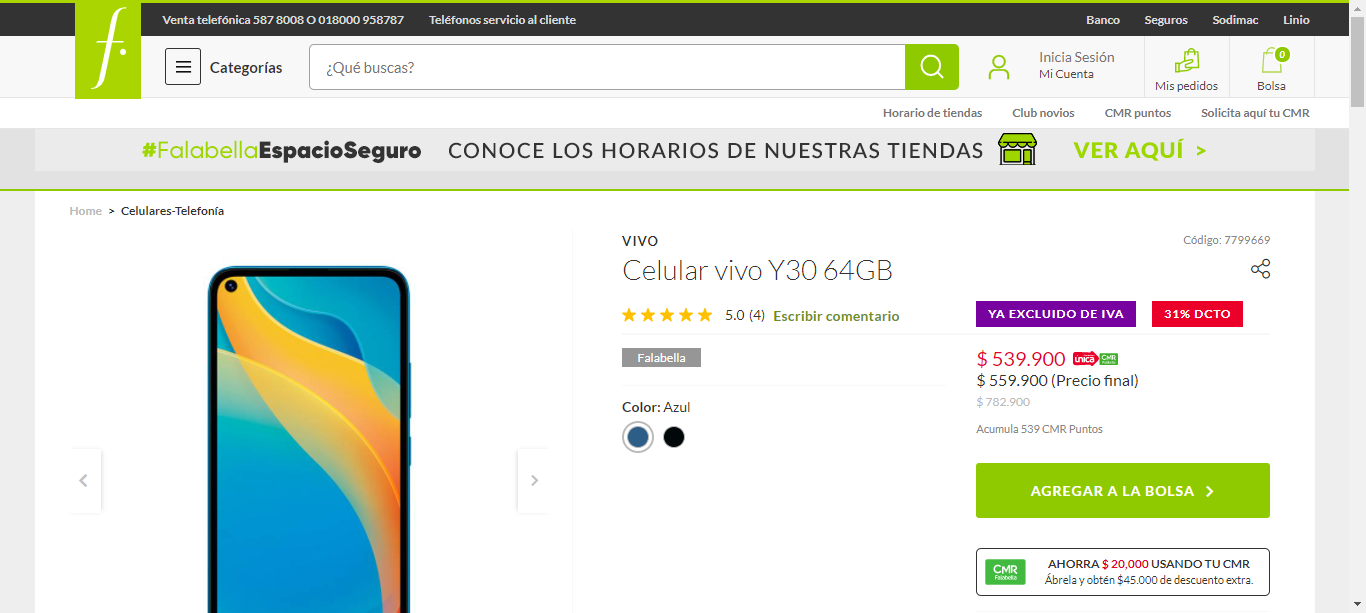 Venta telefónica 587 8008 O 018000 958787 Teléfonos servicio al cliente Banco Seguros Sodimac Linio
f.
Categorías ¿Qué buscas? Inicia Sesión
Mi Cuenta
Mis pedidos
0
Bolsa
Horario de tiendas Club novios CMR puntos Solicita aquí tu CMR
#FalabellaEspacioSeguro CONOCE LOS HORARIOS DE NUESTRAS TIENDAS VER AQUÍ >
Home > Celulares-Telefonía
VIVO
Código: 7799669
Celular vivo Y30 64GB
5.0 (4) Escribir comentario
YA EXCLUIDO DE IVA 31% DCTO
Falabella
$ 539.900 única CMR
$ 559.900 (Precio final)
$ 782.900
Acumula 539 CMR Puntos
Color: Azul
AGREGAR A LA BOLSA >
CMR
Falabella
AHORRA $ 20,000 USANDO TU CMR
Ábrela y obtén $45.000 de descuento extra.